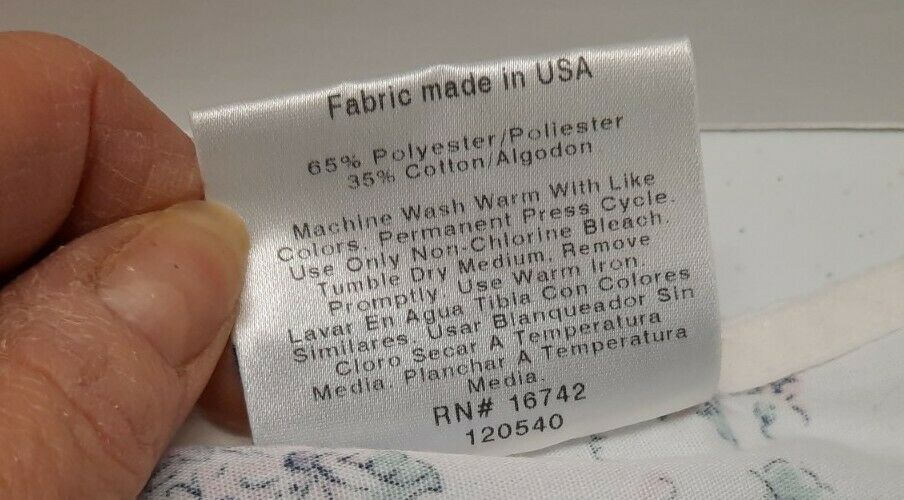 Fabric made in USA
65% Polyester/Poliester
35% Cotton/Algodon
Machine Wash Warm With Like
Colors. Permanent Press Cycle.
Use Only Non-Chlorine Bleach.
Tumble Dry Medium. Remove
Promptly. Use Warm Iron.
Lavar En Agua Tibia Con Colores
Similares. Usar Blanqueador Sin
Cloro Secar A Temperatura
Media. Planchar A Temperatura
Media.
RN# 16742
120540